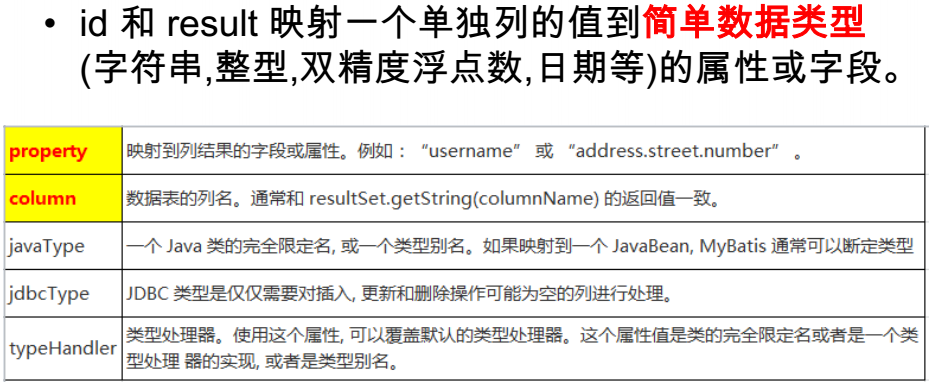 • id 和 result 映射一个单独列的值到简单数据类型
(字符串,整型,双精度浮点数,日期等)的属性或字段。
property 映射到列结果的字段或属性。例如：“username” 或 “address.street.number” 。
column 数据表的列名。通常和 resultSet.getString(columnName) 的返回值一致。
javaType 一个 Java 类的完全限定名, 或一个类型别名。如果映射到一个 JavaBean, MyBatis 通常可以断定类型
jdbcType JDBC 类型是仅仅需要对插入, 更新和删除操作可能为空的列进行处理。
typeHandler 类型处理器。使用这个属性, 可以覆盖默认的类型处理器。这个属性值是类的完全限定名或者是一个类
型处理 器的实现, 或者是类型别名。